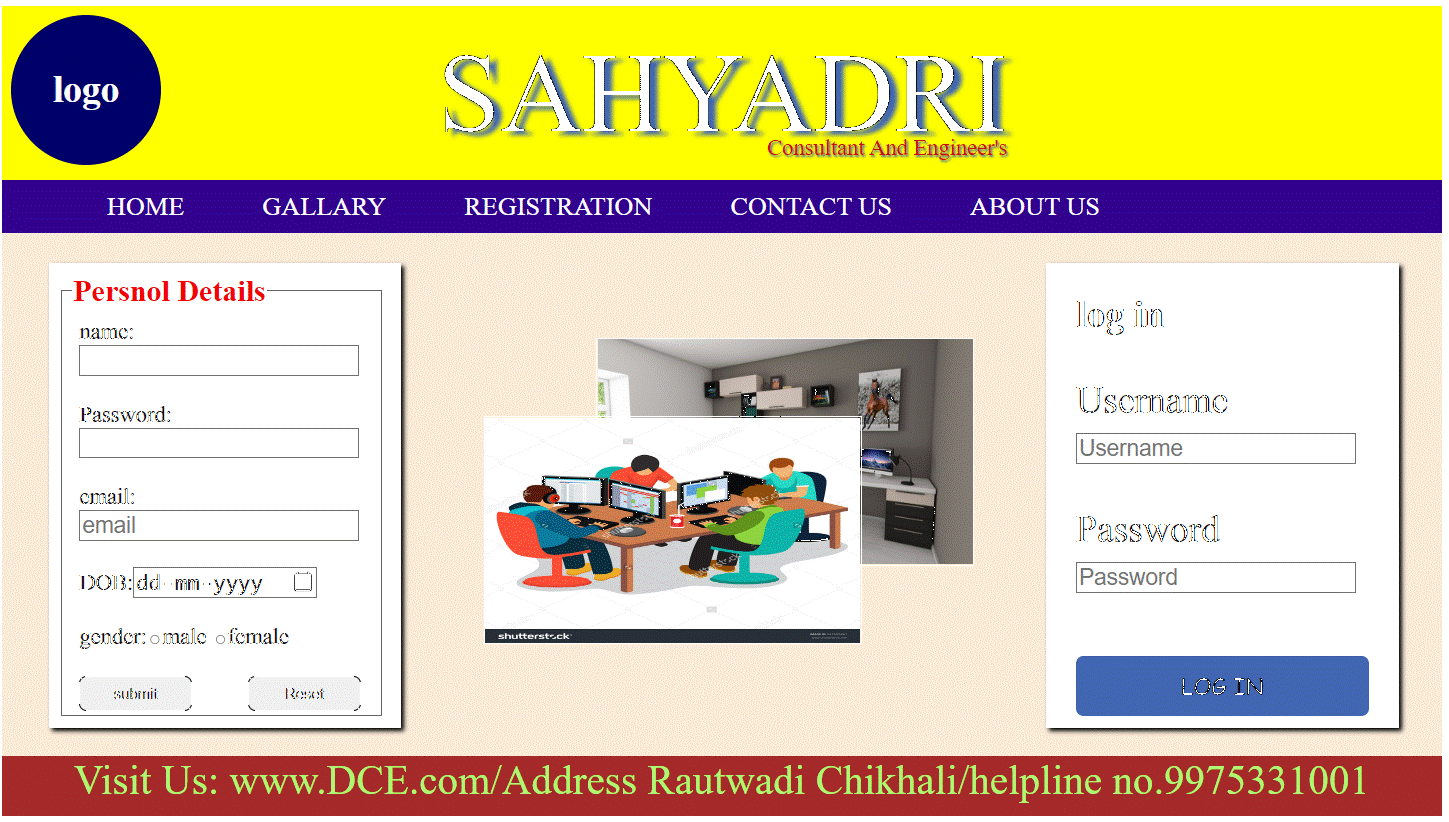 logo
SAHYADRI
Consultant And Engineer's
HOME GALLARY REGISTRATION CONTACT US ABOUT US
Persnol Details
name:
Password:
email:
email
DOB: dd-mm-yyyy
gender: male female
submit Reset
shutterstock
log in
Username
Username
Password
Password
LOG IN
Visit Us: www.DCE.com/Address Rautwadi Chikhali/helpline no.9975331001